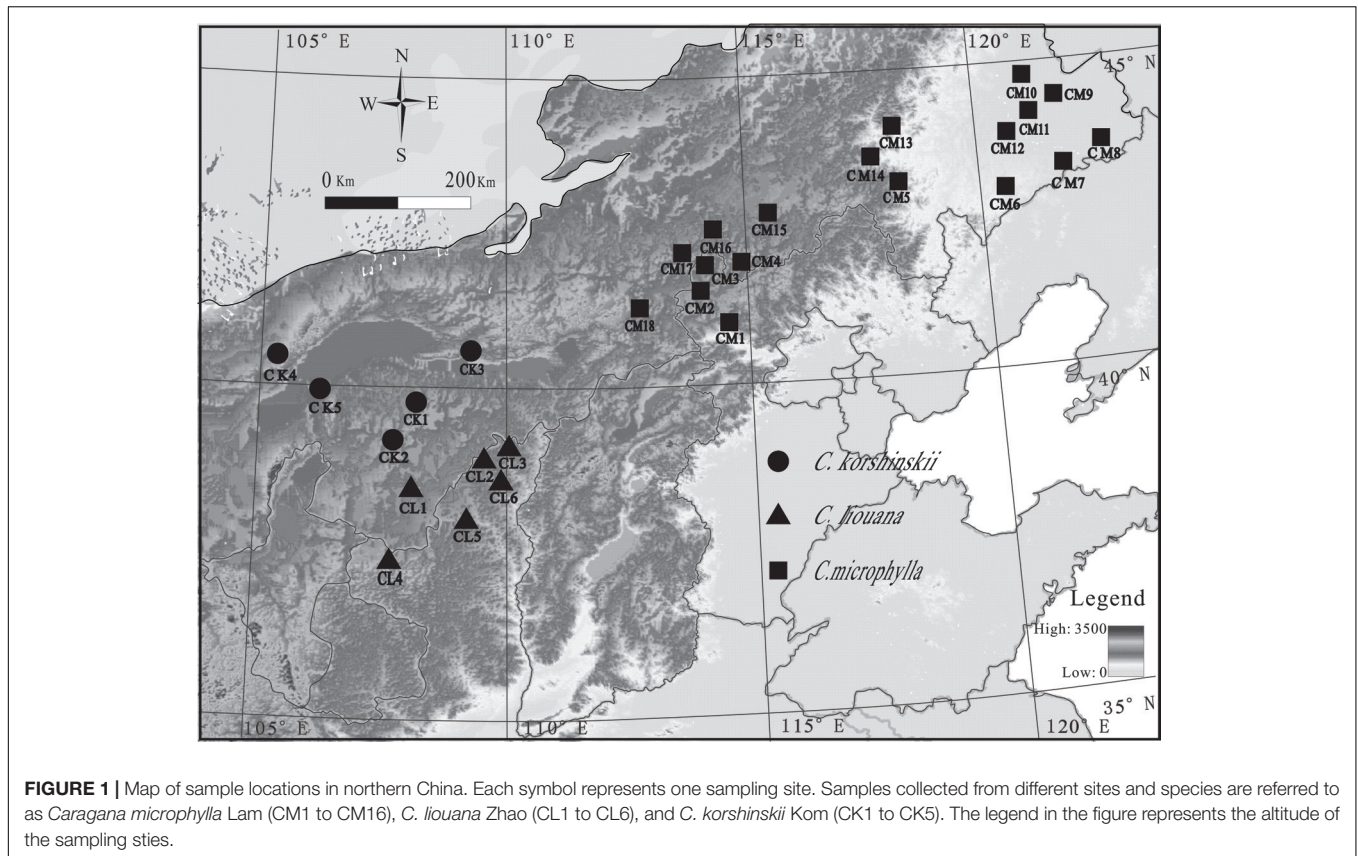 105° E
110° E
115° E
120° E
45° N
N
W
E
S
0 Km
200Km
CM10
CM9
CM11
CM12
CM8
CM13
CM14
CM7
CM5
CM6
CM15
CM16
CM17
CM4
CM3
CM2
CM18
CM1
CK4
CK3
40° N
CK5
CK1
CK2
CL3
CL2
CL6
CL1
CL5
CL4
C. korshinskii
C. liouana
C.microphylla
Legend
High: 3500
Low: 0
35° N
105° E
110° E
115° E
120° E
FIGURE 1 | Map of sample locations in northern China. Each symbol represents one sampling site. Samples collected from different sites and species are referred to
as Caragana microphylla Lam (CM1 to CM16), C. liouana Zhao (CL1 to CL6), and C. korshinskii Kom (CK1 to CK5). The legend in the figure represents the altitude of
the sampling sties.